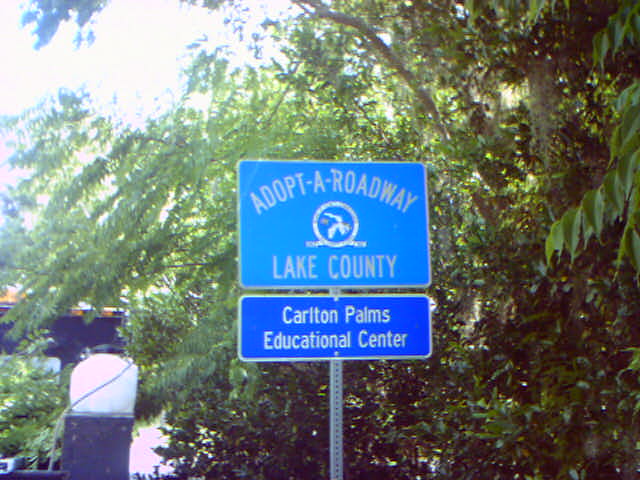 ADOPT-A-ROADWAY
LAKE COUNTY
Carlton Palms
Educational Center